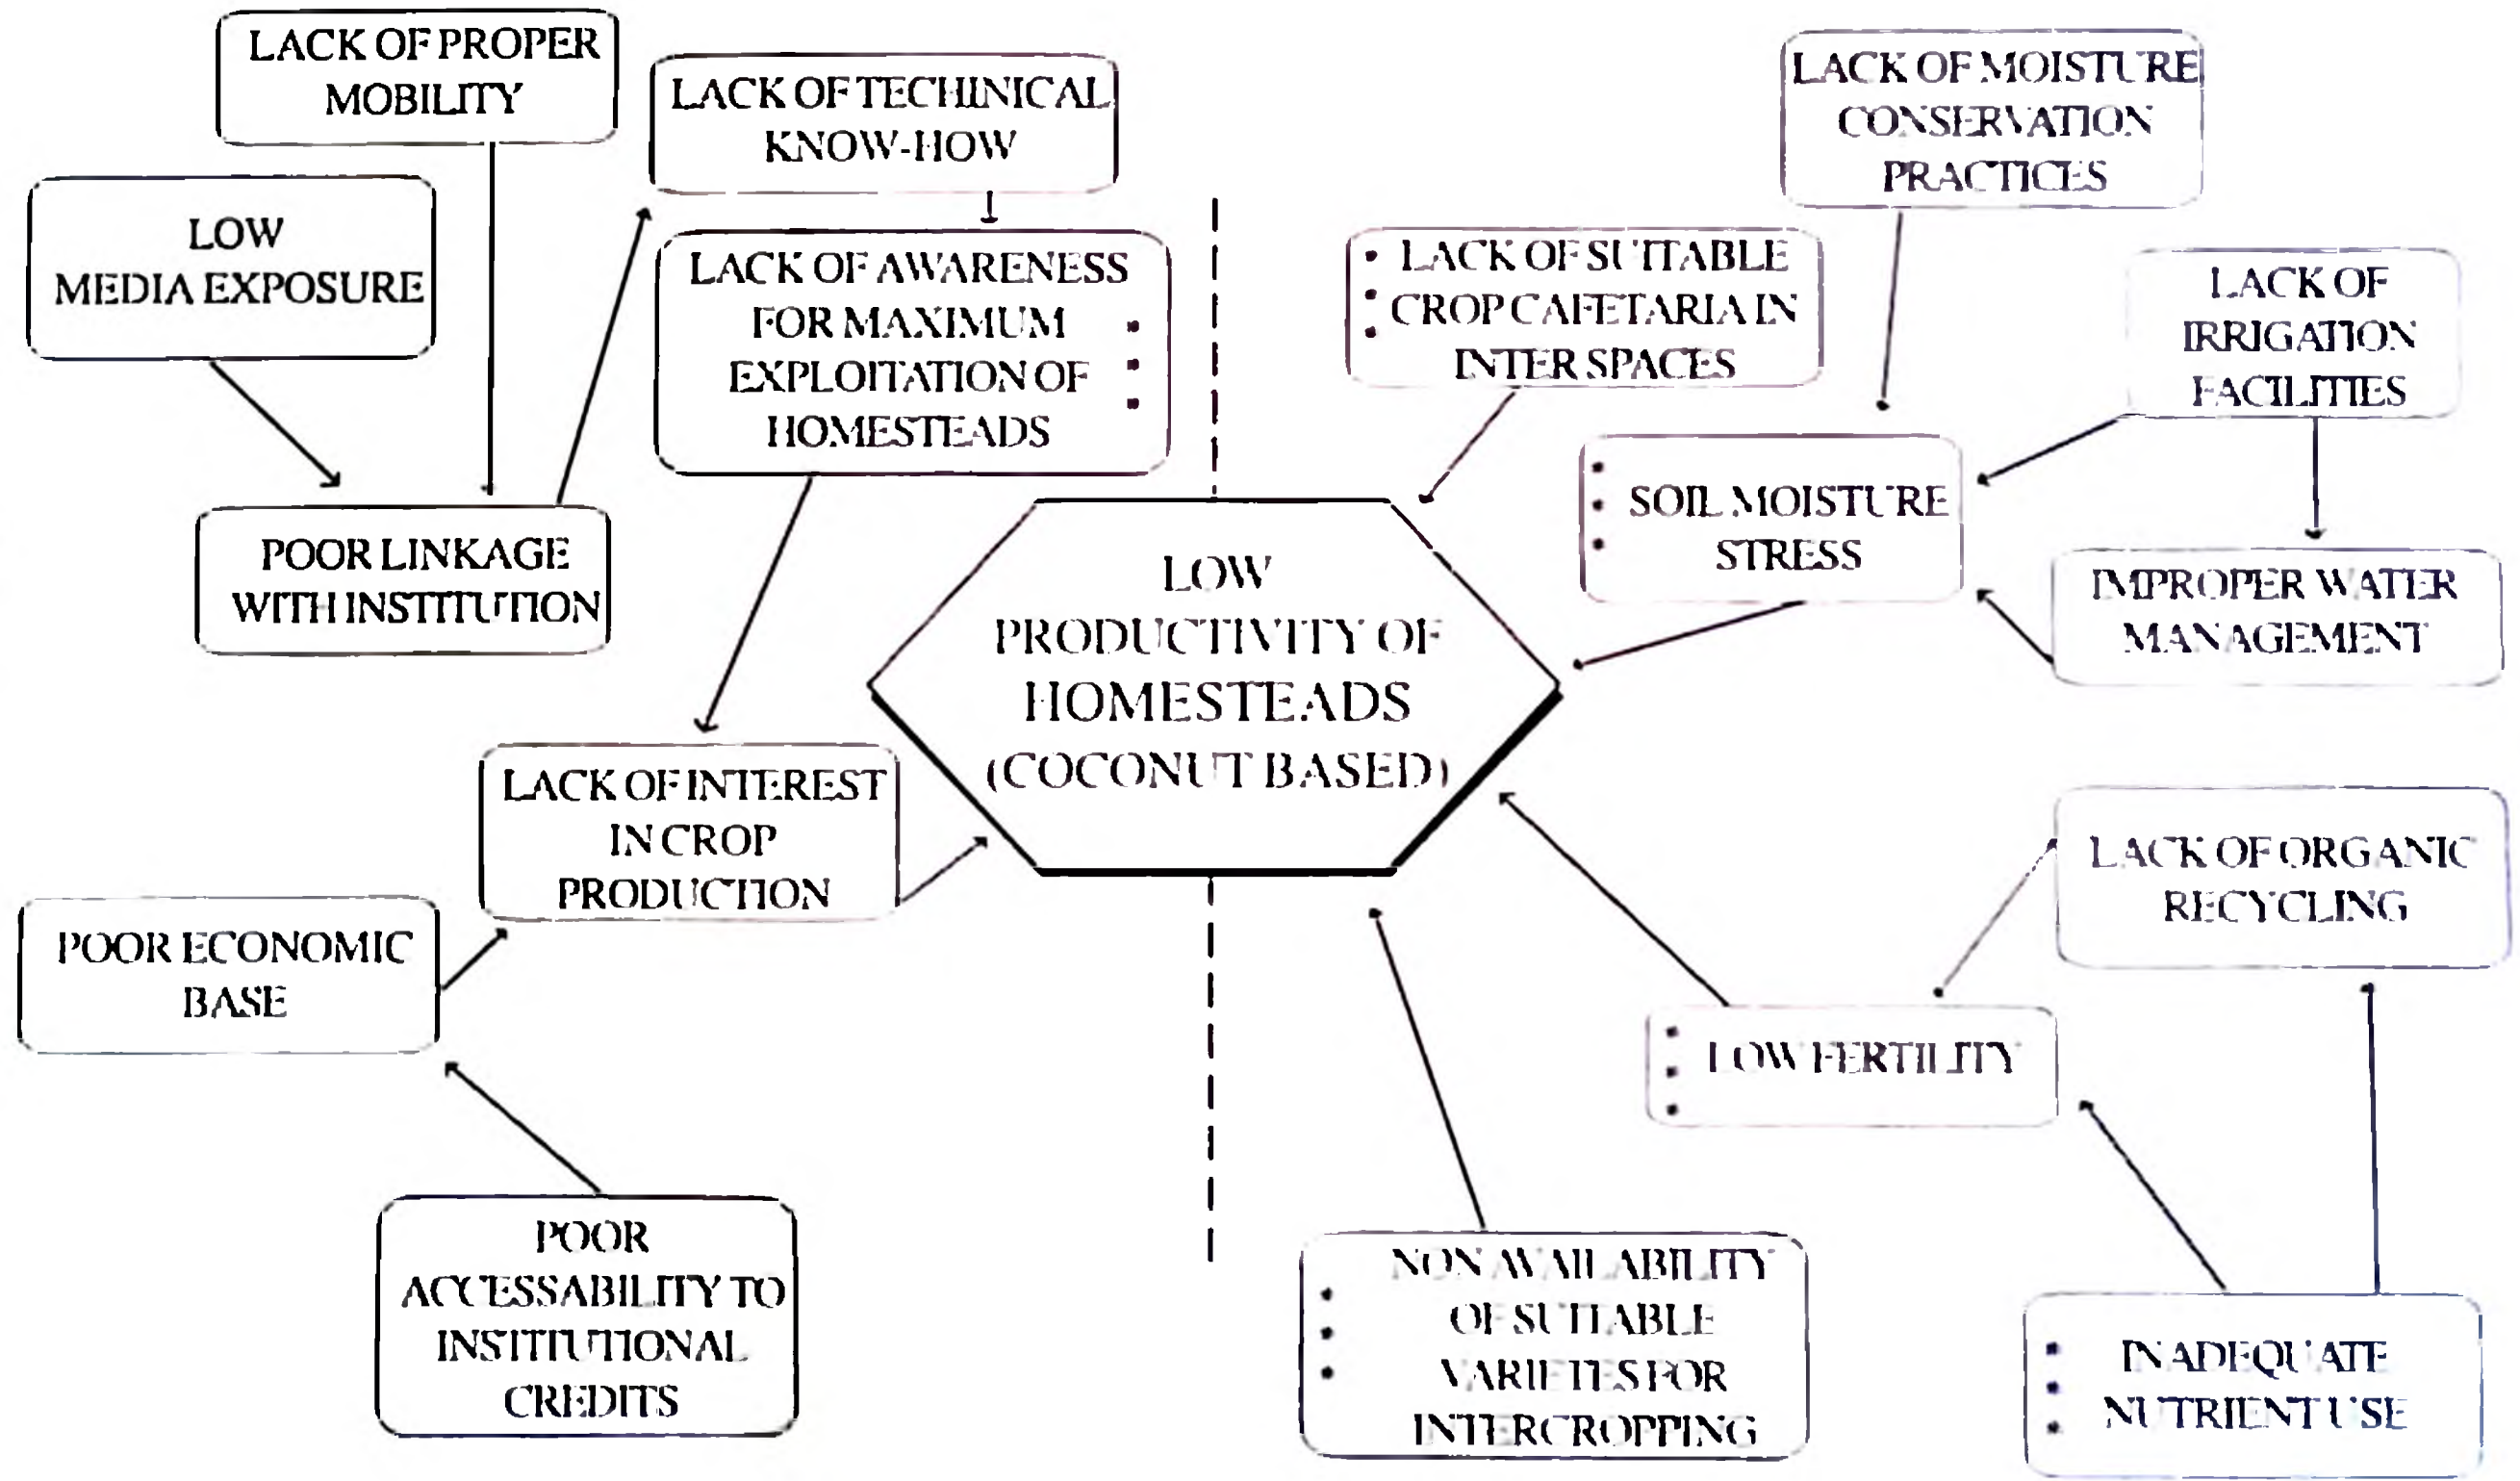 LACK OF PROPER
MOBILITY
LACK OF TECHINICAL
KNOW-HOW
LOW
MEDIA EXPOSURE
LACK OF AWARENESS
FOR MAXIMUM
EXPLOITATION OF
HOMESTEADS
POOR LINKAGE
WITH INSTITUTION
LACK OF MOISTURE
CONSERVATION
PRACTICES
LACK OF SUITABLE
CROP CAFETARIA IN
INTER SPACES
LACK OF
IRRIGATION
FACILITIES
SOIL MOISTURE
STRESS
IMPROPER WATER
MANAGEMENT
LOW
PRODUCTIVITY OF
HOMESTEADS
(COCONUT BASED)
LACK OF INTEREST
IN CROP
PRODUCTION
POOR ECONOMIC
BASE
POOR
ACCESSABILITY TO
INSTITUTIONAL
CREDITS
LACK OF ORGANIC
RECYCLING
LOW FERTILITY
NON AVAILABILITY
OF SUITABLE
VARIETIES FOR
INTERCROPPING
INADEQUATE
NUTRIENT USE